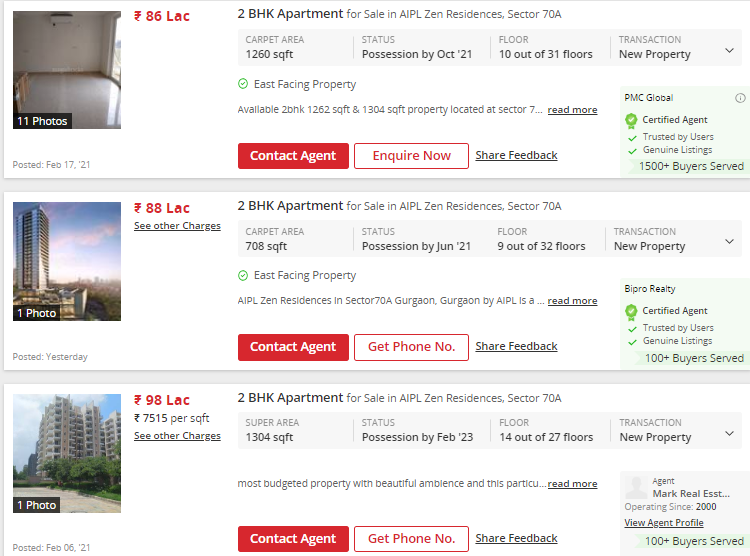 ₹ 86 Lac
2 BHK Apartment for Sale in AIPL Zen Residences, Sector 70A
CARPET AREA STATUS FLOOR TRANSACTION
1260 sqft Possession by Oct '21 10 out of 31 floors New Property
East Facing Property
Available 2bhk 1262 sqft & 1304 sqft property located at sector 7... read more
11 Photos
Posted: Feb 17, '21
Contact Agent Enquire Now Share Feedback
PMC Global
Certified Agent
Trusted by Users
Genuine Listings
1500+ Buyers Served
₹ 88 Lac
See other Charges
2 BHK Apartment for Sale in AIPL Zen Residences, Sector 70A
CARPET AREA STATUS FLOOR TRANSACTION
708 sqft Possession by Jun '21 9 out of 32 floors New Property
East Facing Property
AIPL Zen Residences in Sector70A Gurgaon, Gurgaon by AIPL is a ... read more
1 Photo
Posted: Yesterday
Contact Agent Get Phone No. Share Feedback
Bipro Realty
Certified Agent
Trusted by Users
Genuine Listings
100+ Buyers Served
₹ 98 Lac
₹ 7515 per sqft
See other Charges
2 BHK Apartment for Sale in AIPL Zen Residences, Sector 70A
SUPER AREA STATUS FLOOR TRANSACTION
1304 sqft Possession by Feb '23 14 out of 27 floors New Property
most budgeted property with beautiful ambience and this particu... read more
1 Photo
Posted: Feb 06, '21
Contact Agent Get Phone No. Share Feedback
Agent
Mark Real Esst...
Operating Since: 2000
View Agent Profile
100+ Buyers Served